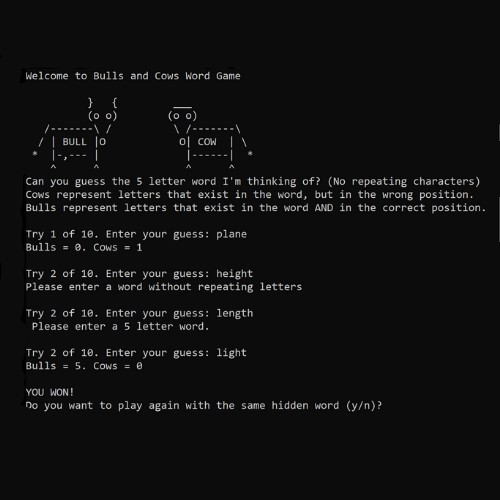 Welcome to Bulls and Cows Word Game
BULL COW
Can you guess the 5 letter word I'm thinking of? (No repeating characters)
Cows represent letters that exist in the word, but in the wrong position.
Bulls represent letters that exist in the word AND in the correct position.
Try 1 of 10. Enter your guess: plane
Bulls = 0. Cows = 1
Try 2 of 10. Enter your guess: height
Please enter a word without repeating letters
Try 2 of 10. Enter your guess: length
Please enter a 5 letter word.
Try 2 of 10. Enter your guess: light
Bulls = 5. Cows = 0
YOU WON!
Do you want to play again with the same hidden word (y/n)?